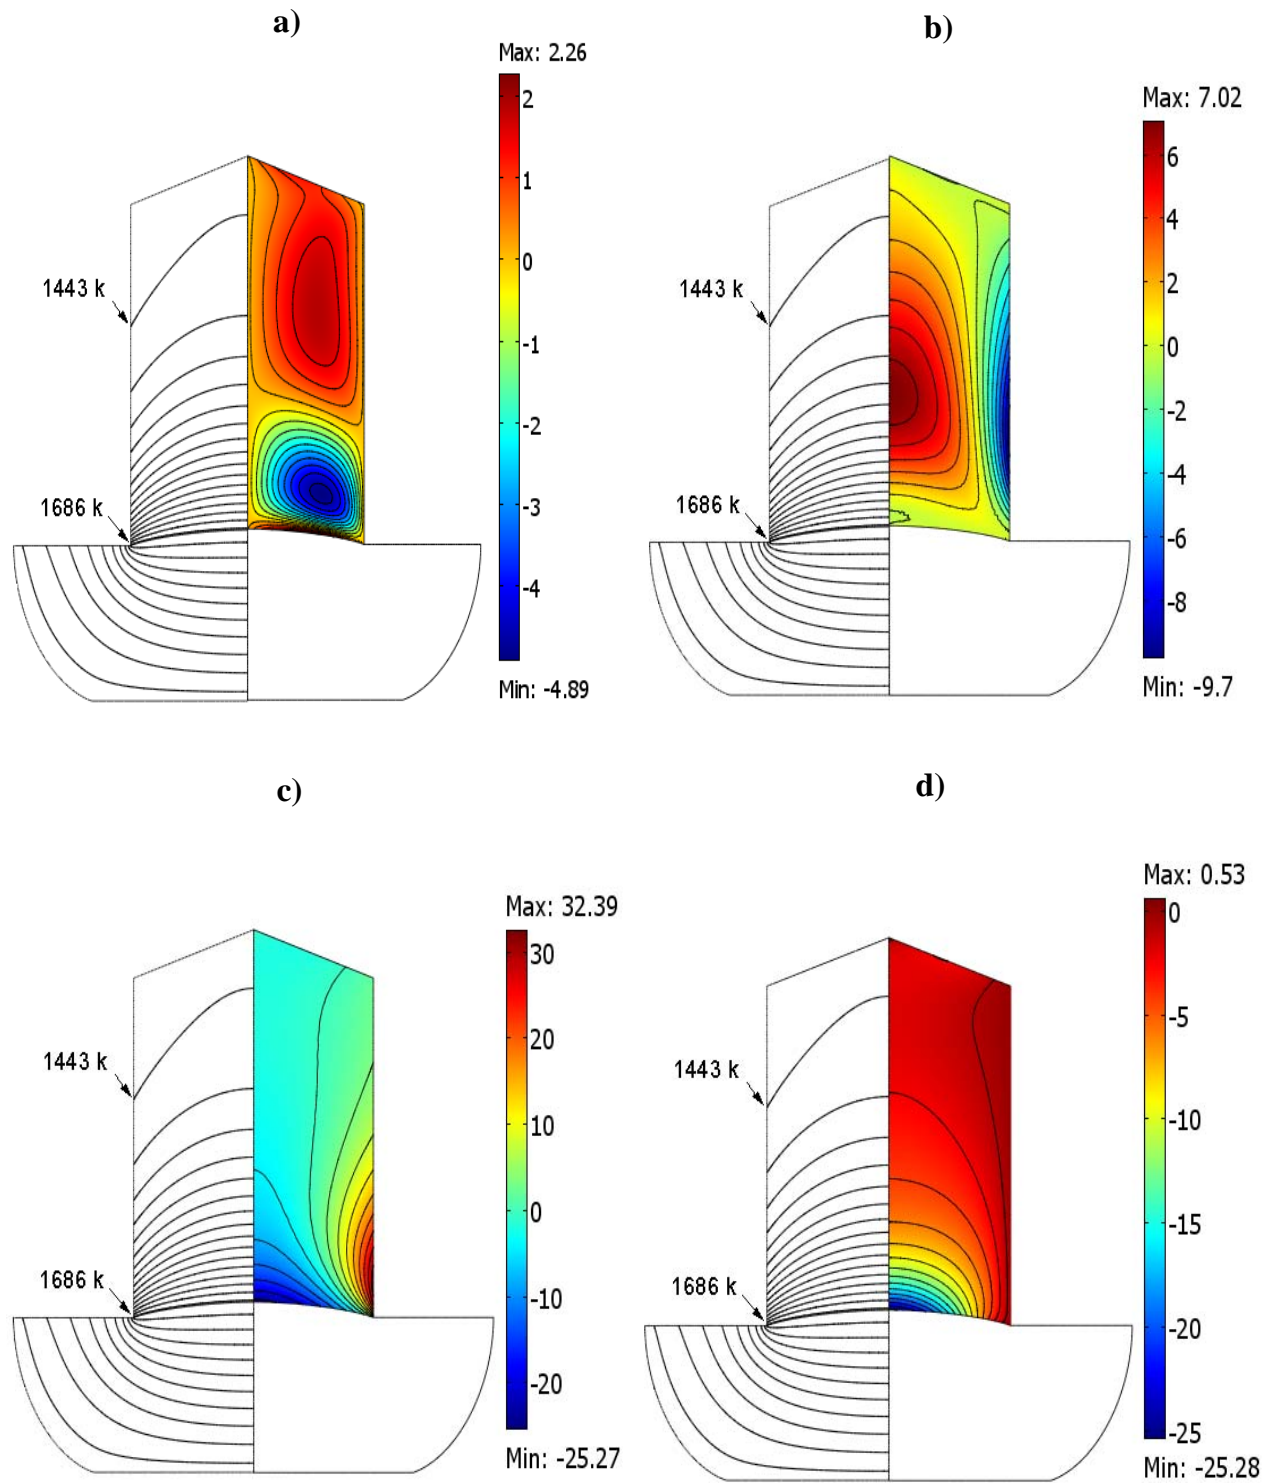 a)
Max: 2.26
2
1
0
-1
-2
-3
-4
Min: -4.89
1443 k
1686 k
b)
Max: 7.02
6
4
2
0
-2
-4
-6
-8
Min: -9.7
1443 k
1686 k
c)
Max: 32.39
30
20
10
0
-10
-20
Min: -25.27
1443 k
1686 k
d)
Max: 0.53
0
-5
-10
-15
-20
-25
Min: -25.28
1443 k
1686 k